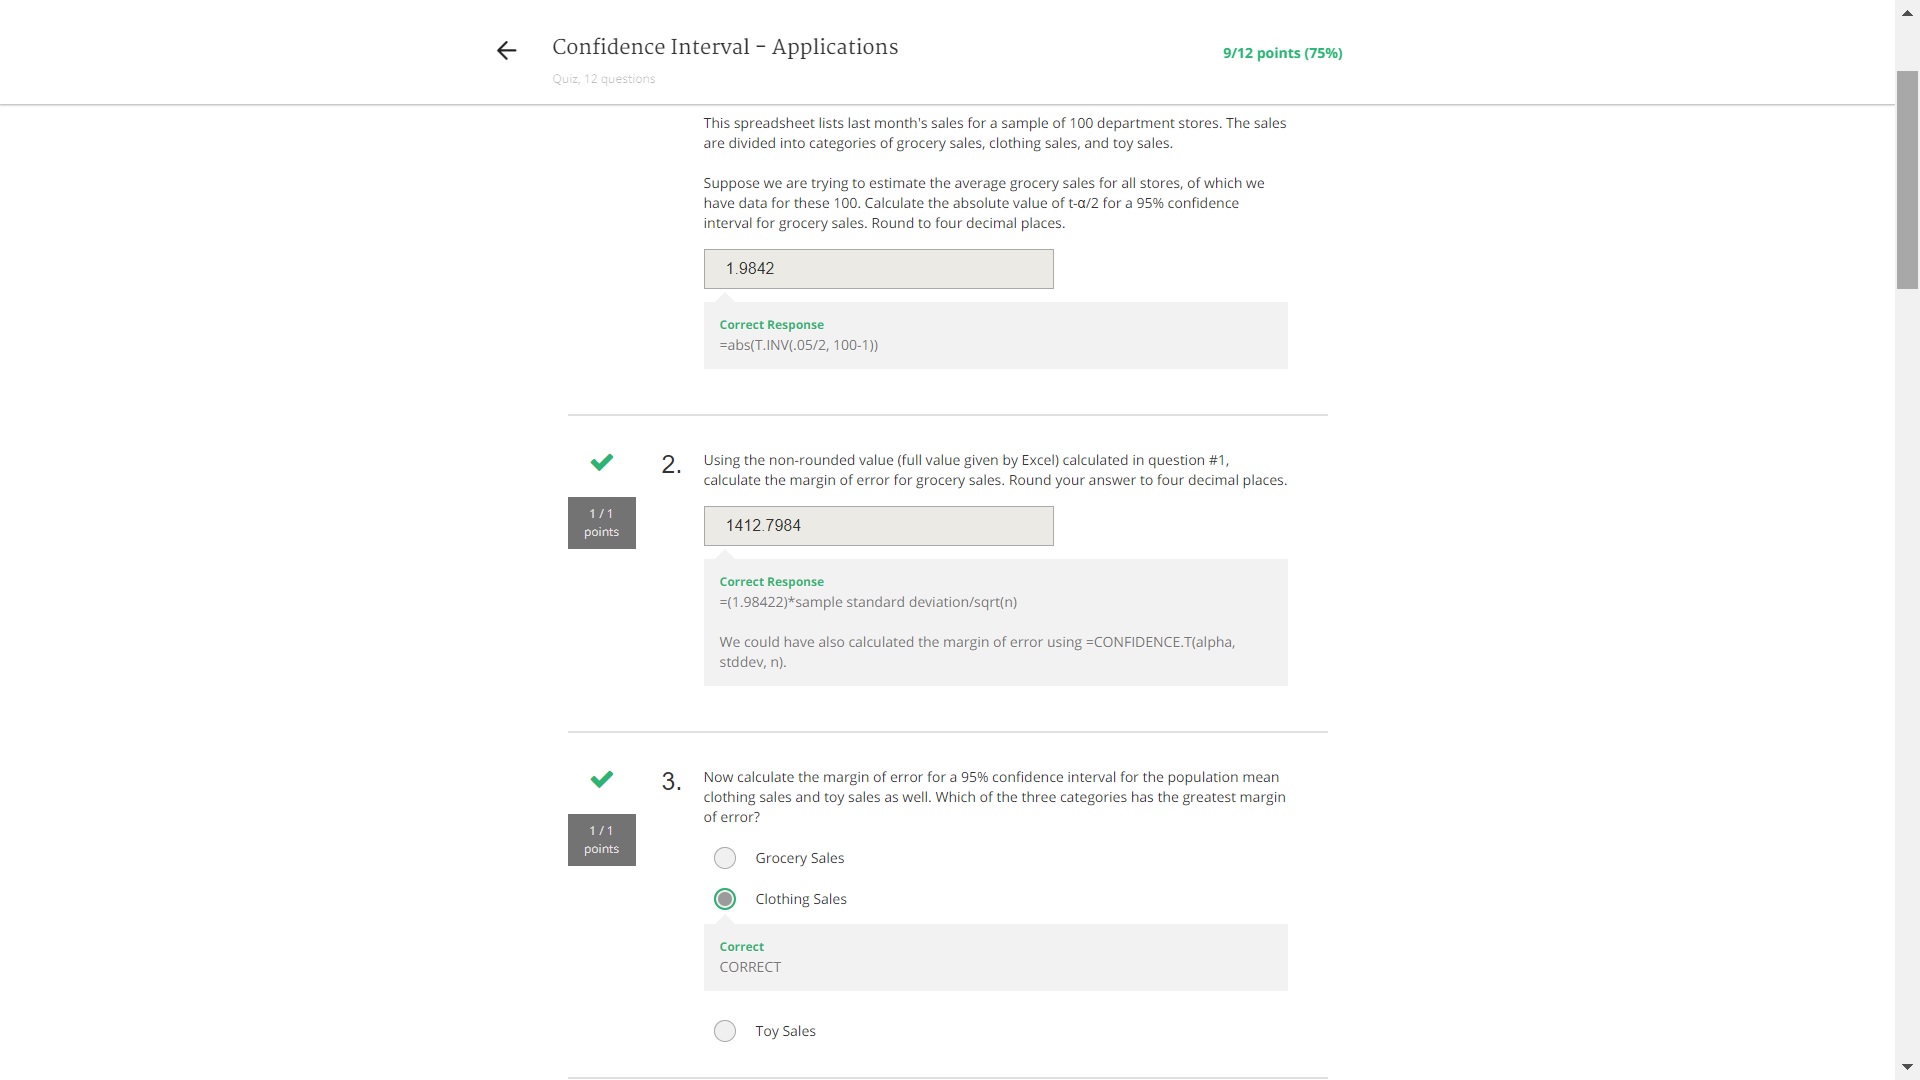 Confidence Interval - Applications
9/12 points (75%)
Quiz, 12 questions
This spreadsheet lists last month's sales for a sample of 100 department stores. The sales
are divided into categories of grocery sales, clothing sales, and toy sales.
Suppose we are trying to estimate the average grocery sales for all stores, of which we
have data for these 100. Calculate the absolute value of t-α/2 for a 95% confidence
interval for grocery sales. Round to four decimal places.
1.9842
Correct Response
=abs(T.INV(.05/2, 100-1))
2.
Using the non-rounded value (full value given by Excel) calculated in question #1,
calculate the margin of error for grocery sales. Round your answer to four decimal places.
1 / 1
points
1412.7984
Correct Response
=(1.98422)*sample standard deviation/sqrt(n)
We could have also calculated the margin of error using =CONFIDENCE.T(alpha,
stddev, n).
3.
Now calculate the margin of error for a 95% confidence interval for the population mean
clothing sales and toy sales as well. Which of the three categories has the greatest margin
of error?
1 / 1
points
Grocery Sales
Clothing Sales
Correct
CORRECT
Toy Sales